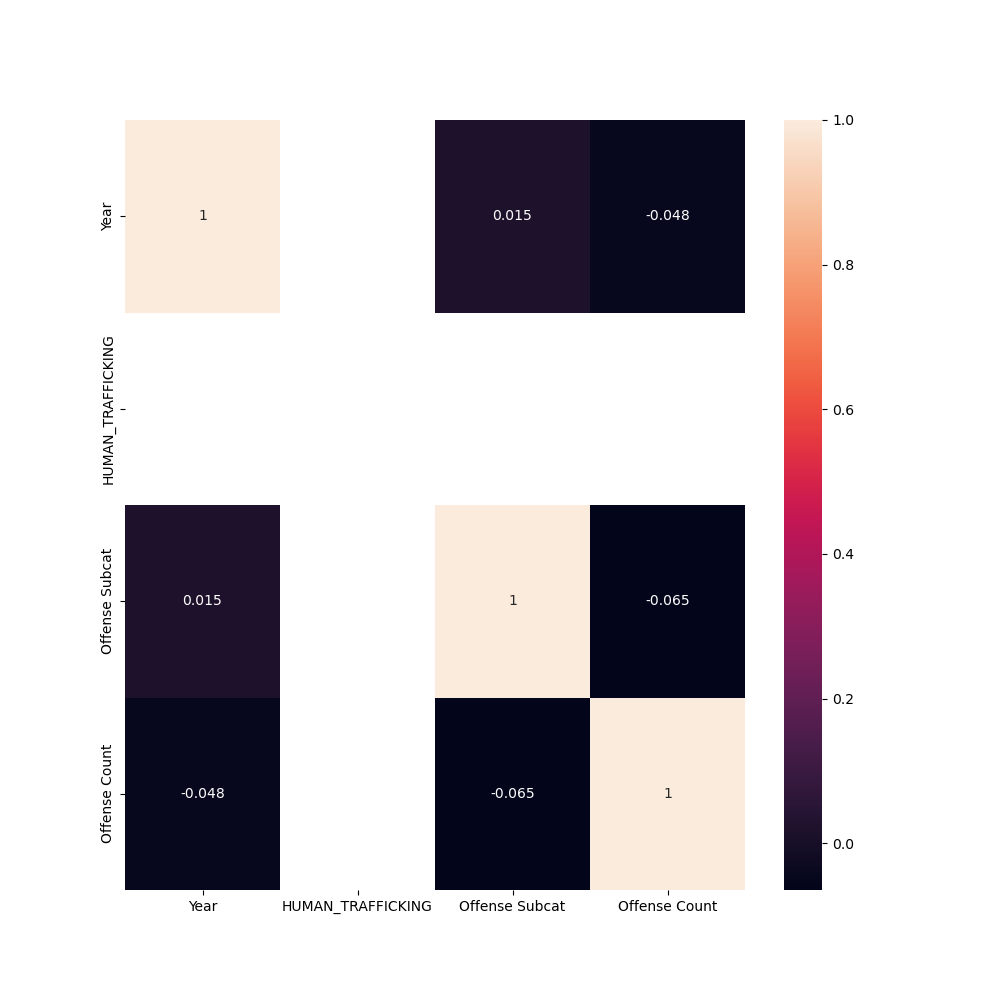 1.0
Year
1
0.015
-0.048
0.8
HUMAN_TRAFFICKING
0.6
Offense Subcat
0.015
1
-0.065
0.4
0.2
Offense Count
-0.048
-0.065
1
0.0
Year
HUMAN_TRAFFICKING
Offense Subcat
Offense Count